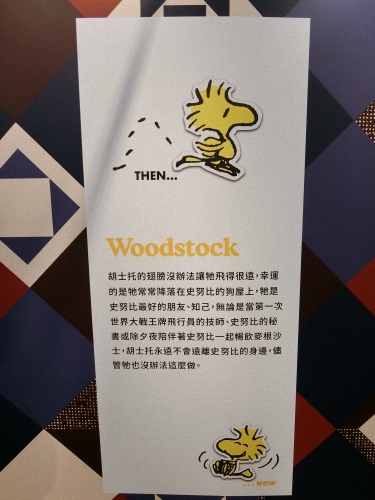 THEN...
Woodstock
胡士托的翅膀沒辦法讓牠飛得很遠，幸運
的是牠常常降落在史努比的狗屋上，牠是
史努比最好的朋友、知己，無論是當第一次
世界大戰王牌飛行員的技師、史努比的秘
書或除夕夜陪伴著史努比一起暢飲麥根沙
士，胡士托永遠不會遠離史努比的身邊，儘
管牠也沒辦法這麼做。
...NOW